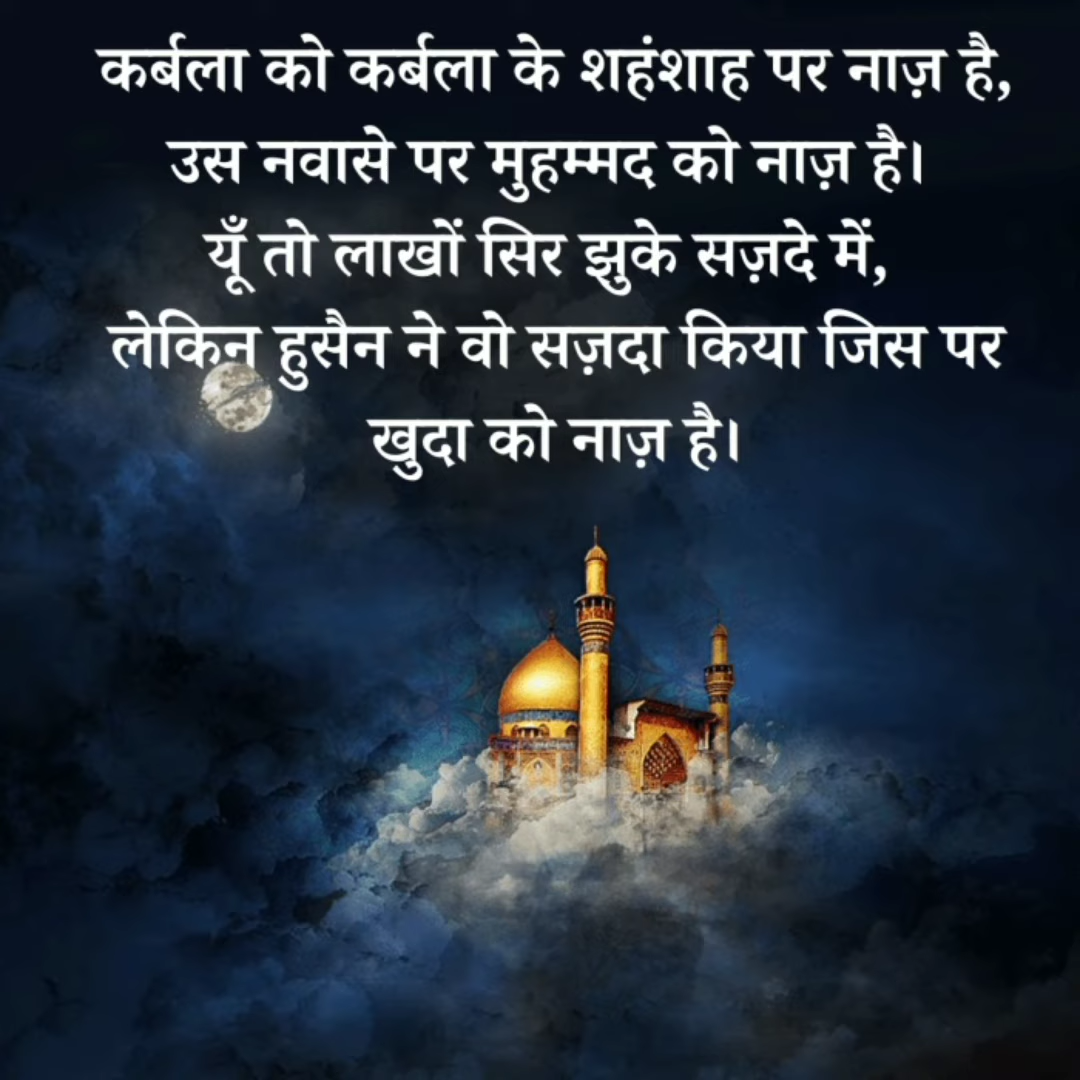 कर्बला को कर्बला के शहंशाह पर नाज़ है,
उस नवासे पर मुहम्मद को नाज़ है।
यूँ तो लाखों सिर झुके सज़दे में,
लेकिन हुसैन ने वो सज़दा किया जिस पर
खुदा को नाज़ है।